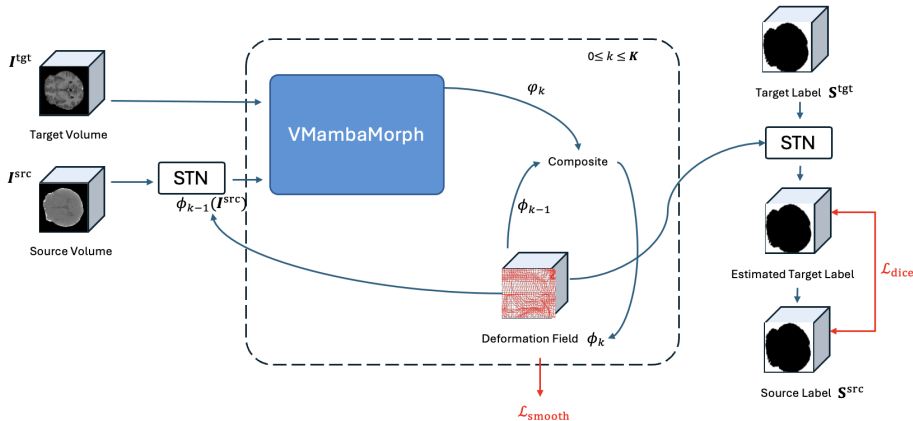 I^tgt
Target Volume
I^src
Source Volume
STN
ϕ_{k-1}(I^src)
VMambaMorph
0≤ k ≤ K
φ_k
Composite
ϕ_{k-1}
Deformation Field ϕ_k
ℒ_smooth
Target Label S^tgt
STN
Estimated Target Label
ℒ_dice
Source Label S^src